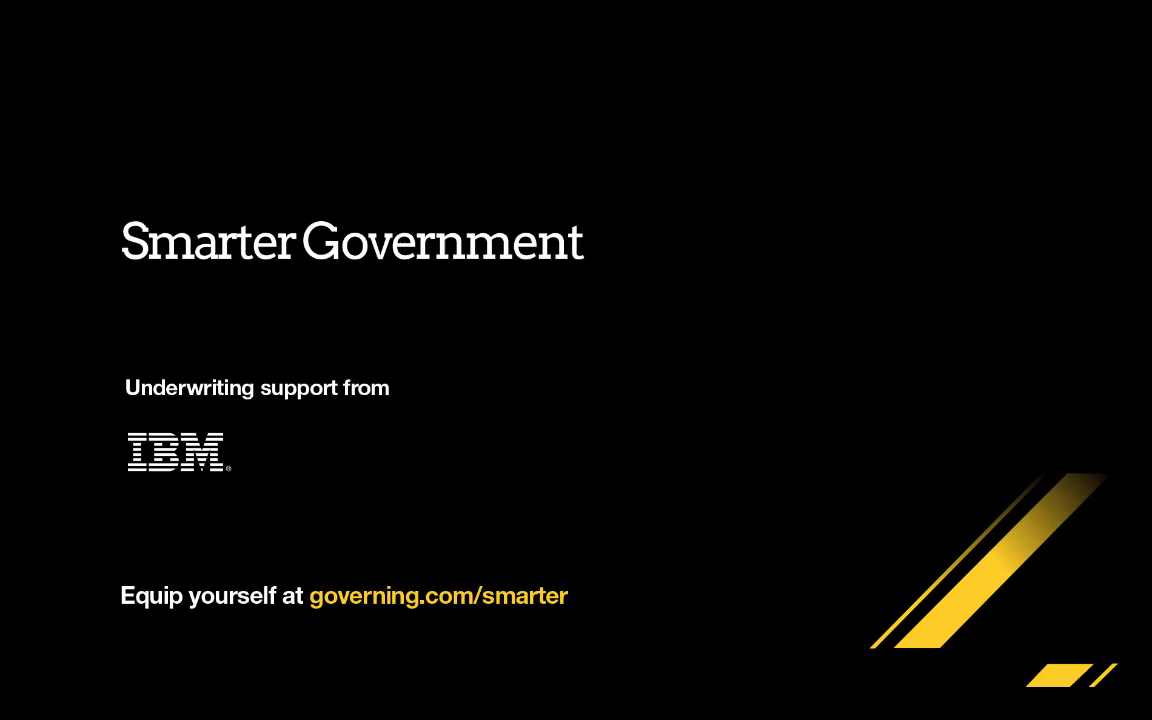 Smarter Government
Underwriting support from
IBM®
Equip yourself at governing.com/smarter